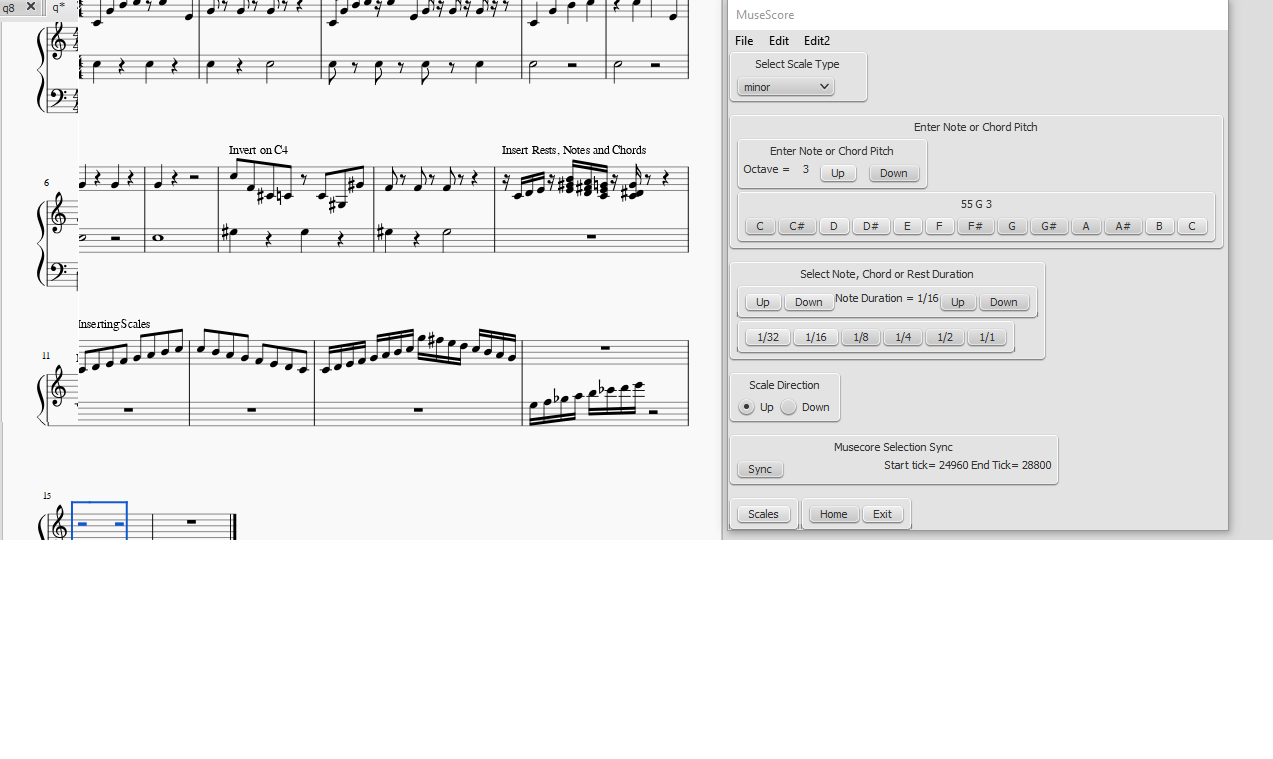 q8
q*
6
Invert on C4
Insert Rests, Notes and Chords
11
Inserting Scales
15
MuseScore
File Edit Edit2
Select Scale Type
minor
Enter Note or Chord Pitch
Enter Note or Chord Pitch
Octave = 3 Up Down
55 G 3
C C# D D# E F F# G G# A A# B C
Select Note, Chord or Rest Duration
Up Down Note Duration = 1/16 Up Down
1/32 1/16 1/8 1/4 1/2 1/1
Scale Direction
Up Down
Musecore Selection Sync
Sync Start tick= 24960 End Tick= 28800
Scales Home Exit